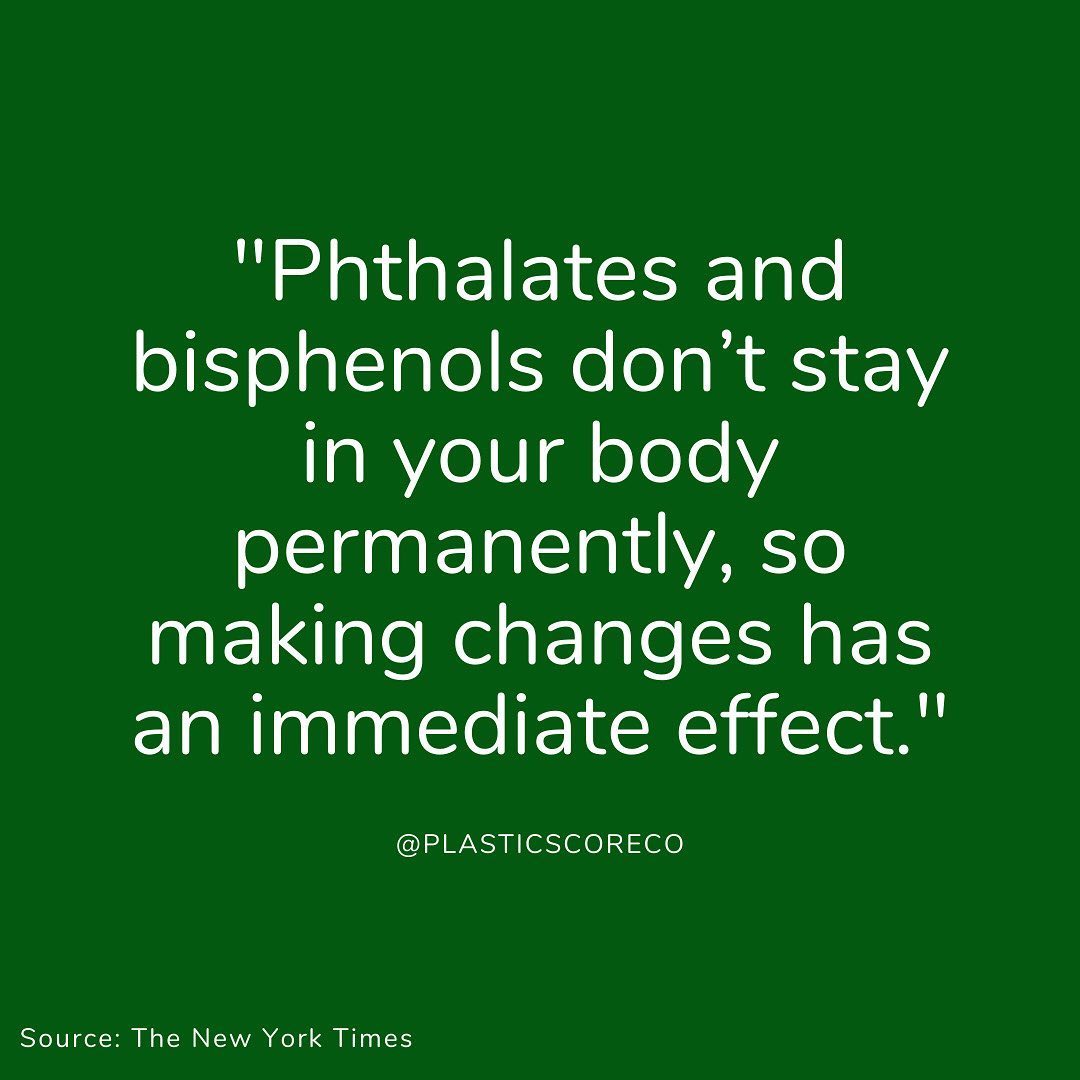 "Phthalates and
bisphenols don’t stay
in your body
permanently, so
making changes has
an immediate effect."
@PLASTICSCORECO
Source: The New York Times